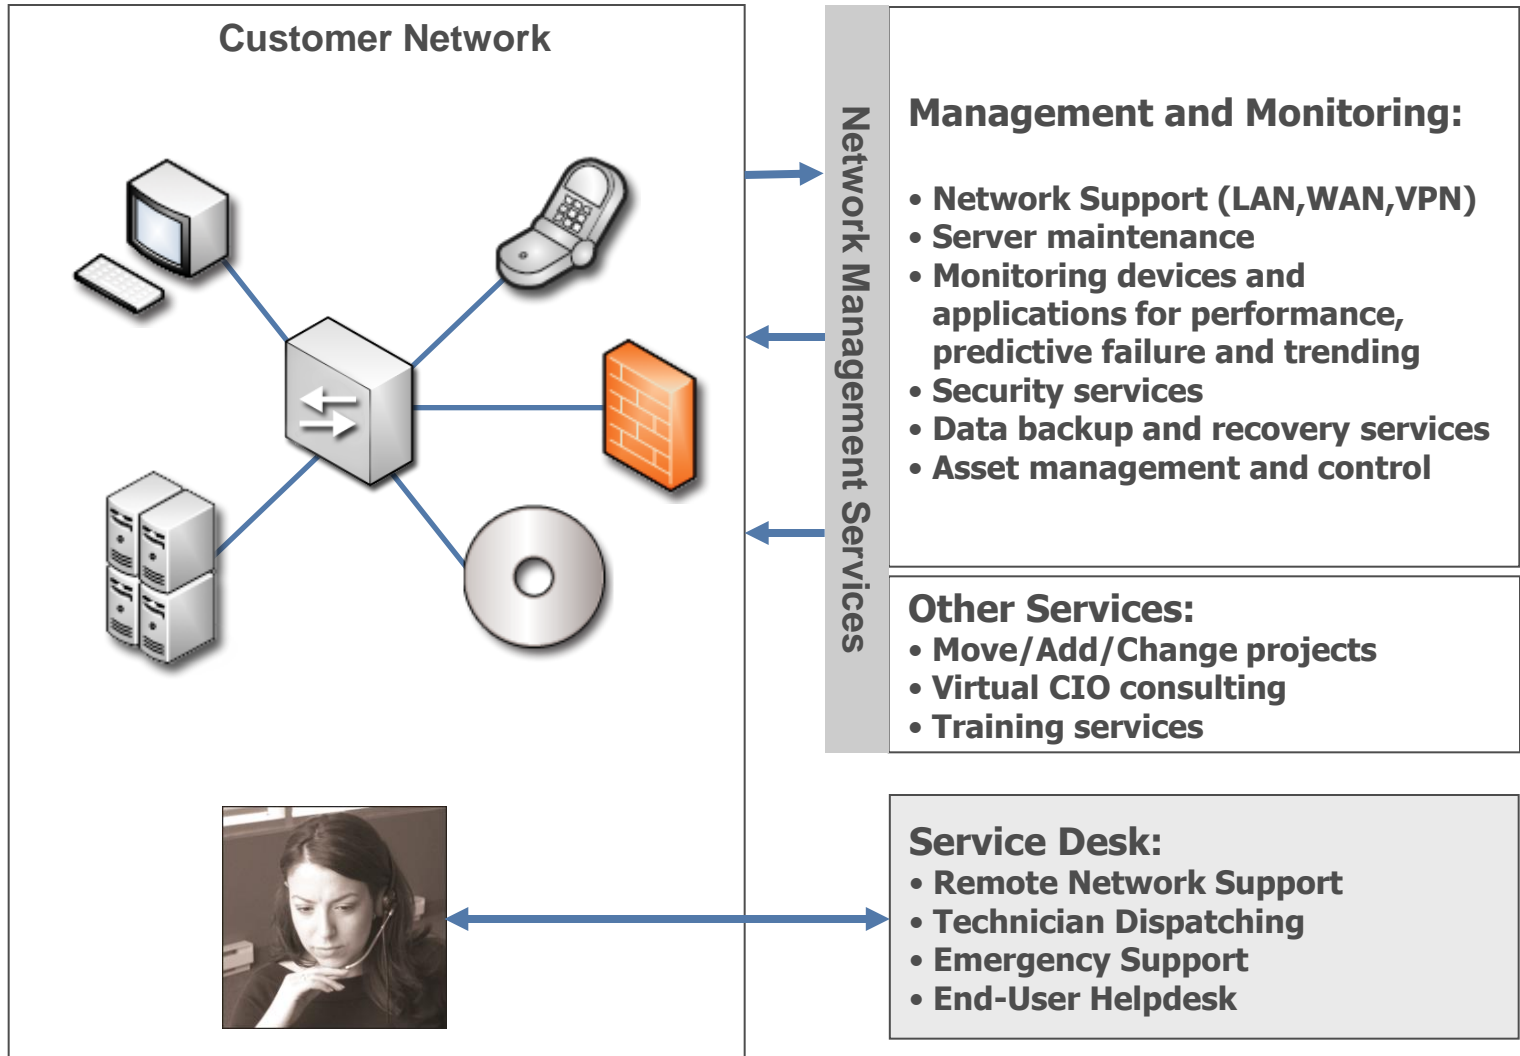 Customer Network
Network Management Services
Management and Monitoring:
• Network Support (LAN,WAN,VPN)
• Server maintenance
• Monitoring devices and
applications for performance,
predictive failure and trending
• Security services
• Data backup and recovery services
• Asset management and control
Other Services:
• Move/Add/Change projects
• Virtual CIO consulting
• Training services
Service Desk:
• Remote Network Support
• Technician Dispatching
• Emergency Support
• End-User Helpdesk